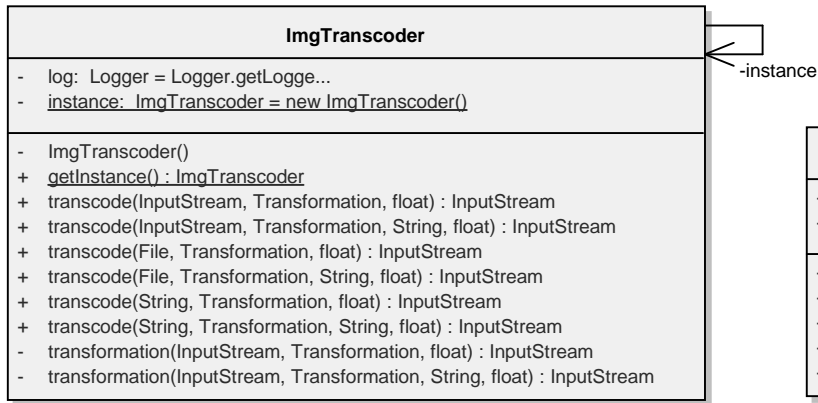 ImgTranscoder
- log: Logger = Logger.getLogge...
- instance: ImgTranscoder = new ImgTranscoder()
-instance
- ImgTranscoder()
+ getInstance() : ImgTranscoder
+ transcode(InputStream, Transformation, float) : InputStream
+ transcode(InputStream, Transformation, String, float) : InputStream
+ transcode(File, Transformation, float) : InputStream
+ transcode(File, Transformation, String, float) : InputStream
+ transcode(String, Transformation, float) : InputStream
+ transcode(String, Transformation, String, float) : InputStream
- transformation(InputStream, Transformation, float) : InputStream
- transformation(InputStream, Transformation, String, float) : InputStream